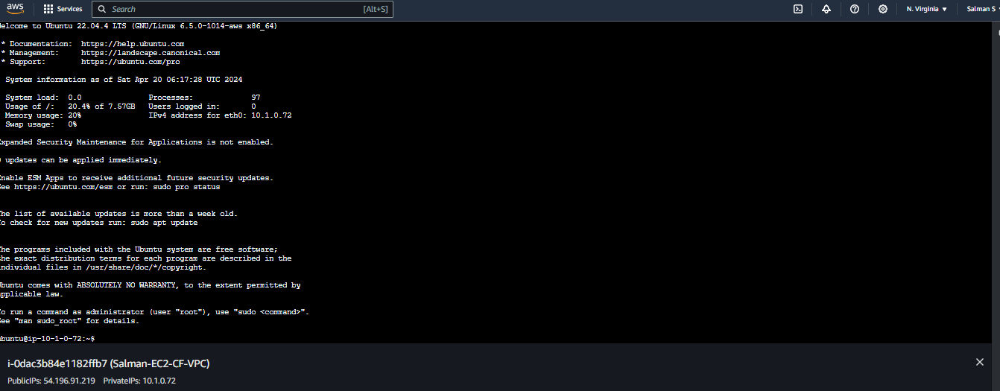 aws
Services
Search [Alt+S]
N. Virginia
Salman S
elcome to Ubuntu 22.04.4 LTS (GNU/Linux 6.5.0-1014-aws x86_64)
* Documentation: https://help.ubuntu.com
* Management: https://landscape.canonical.com
* Support: https://ubuntu.com/pro
System information as of Sat Apr 20 06:17:28 UTC 2024
System load: 0.0 Processes: 97
Usage of /: 20.4% of 7.57GB Users logged in: 0
Memory usage: 20% IPv4 address for eth0: 10.1.0.72
Swap usage: 0%
Expanded Security Maintenance for Applications is not enabled.
0 updates can be applied immediately.
Enable ESM Apps to receive additional future security updates.
See https://ubuntu.com/esm or run: sudo pro status
The list of available updates is more than a week old.
To check for new updates run: sudo apt update
The programs included with the Ubuntu system are free software;
the exact distribution terms for each program are described in the
individual files in /usr/share/doc/*/copyright.
Ubuntu comes with ABSOLUTELY NO WARRANTY, to the extent permitted by
applicable law.
To run a command as administrator (user "root"), use "sudo <command>".
See "man sudo_root" for details.
ubuntu@ip-10-1-0-72:~$
i-0dac3b84e1182ffb7 (Salman-EC2-CF-VPC)
PublicIPs: 54.196.91.219 PrivateIPs: 10.1.0.72